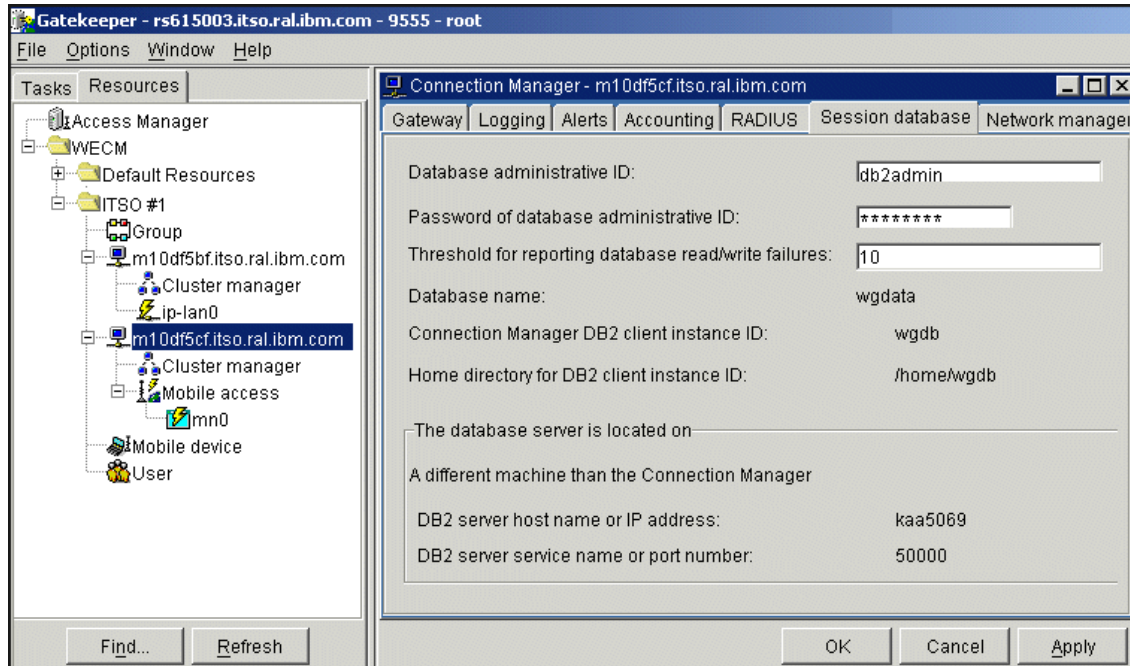 Gatekeeper - rs615003.itso.ral.ibm.com - 9555 - root
File Options Window Help
Tasks Resources
Access Manager
WECM
Default Resources
ITSO #1
Group
m10df5bf.itso.ral.ibm.com
Cluster manager
ip-lan0
m10df5cf.itso.ral.ibm.com
Cluster manager
Mobile access
mn0
Mobile device
User
Find... Refresh
Connection Manager - m10df5cf.itso.ral.ibm.com
Gateway Logging Alerts Accounting RADIUS Session database Network manager
Database administrative ID: db2admin
Password of database administrative ID: ********
Threshold for reporting database read/write failures: 10
Database name: wgdata
Connection Manager DB2 client instance ID: wgdb
Home directory for DB2 client instance ID: /home/wgdb
The database server is located on
A different machine than the Connection Manager
DB2 server host name or IP address: kaa5069
DB2 server service name or port number: 50000
OK Cancel Apply